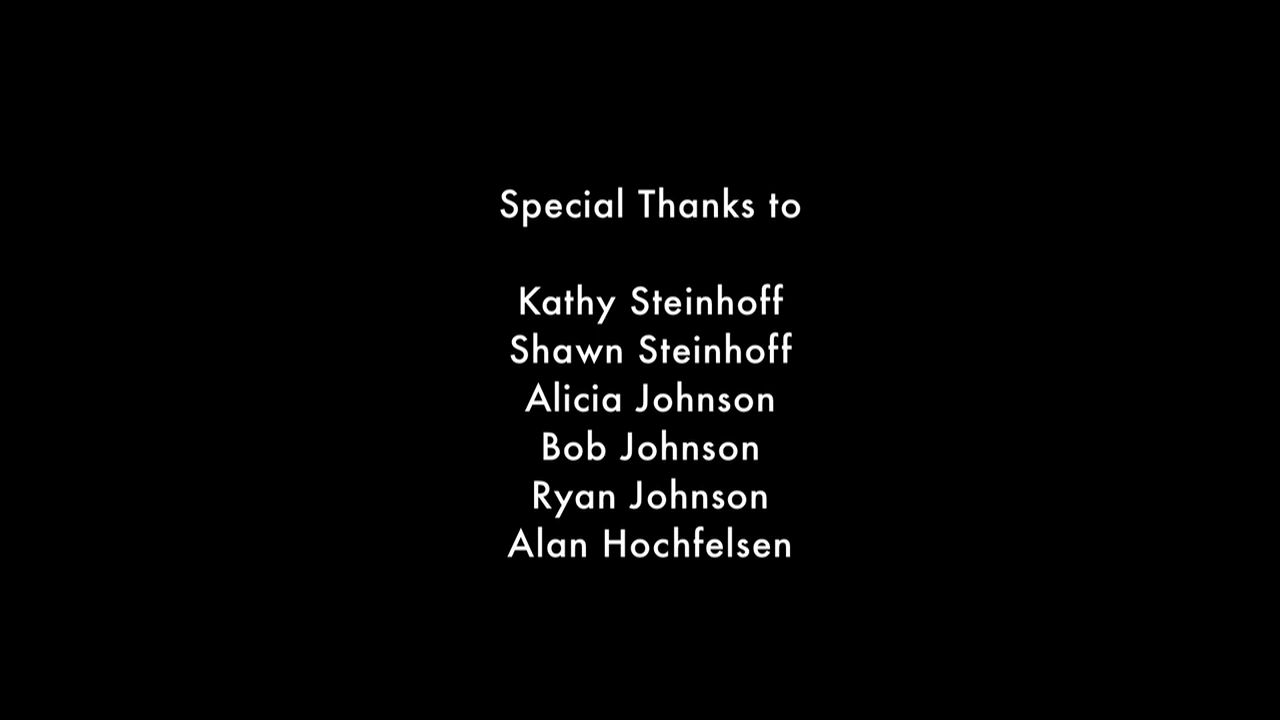 Special Thanks to
Kathy Steinhoff
Shawn Steinhoff
Alicia Johnson
Bob Johnson
Ryan Johnson
Alan Hochfelsen